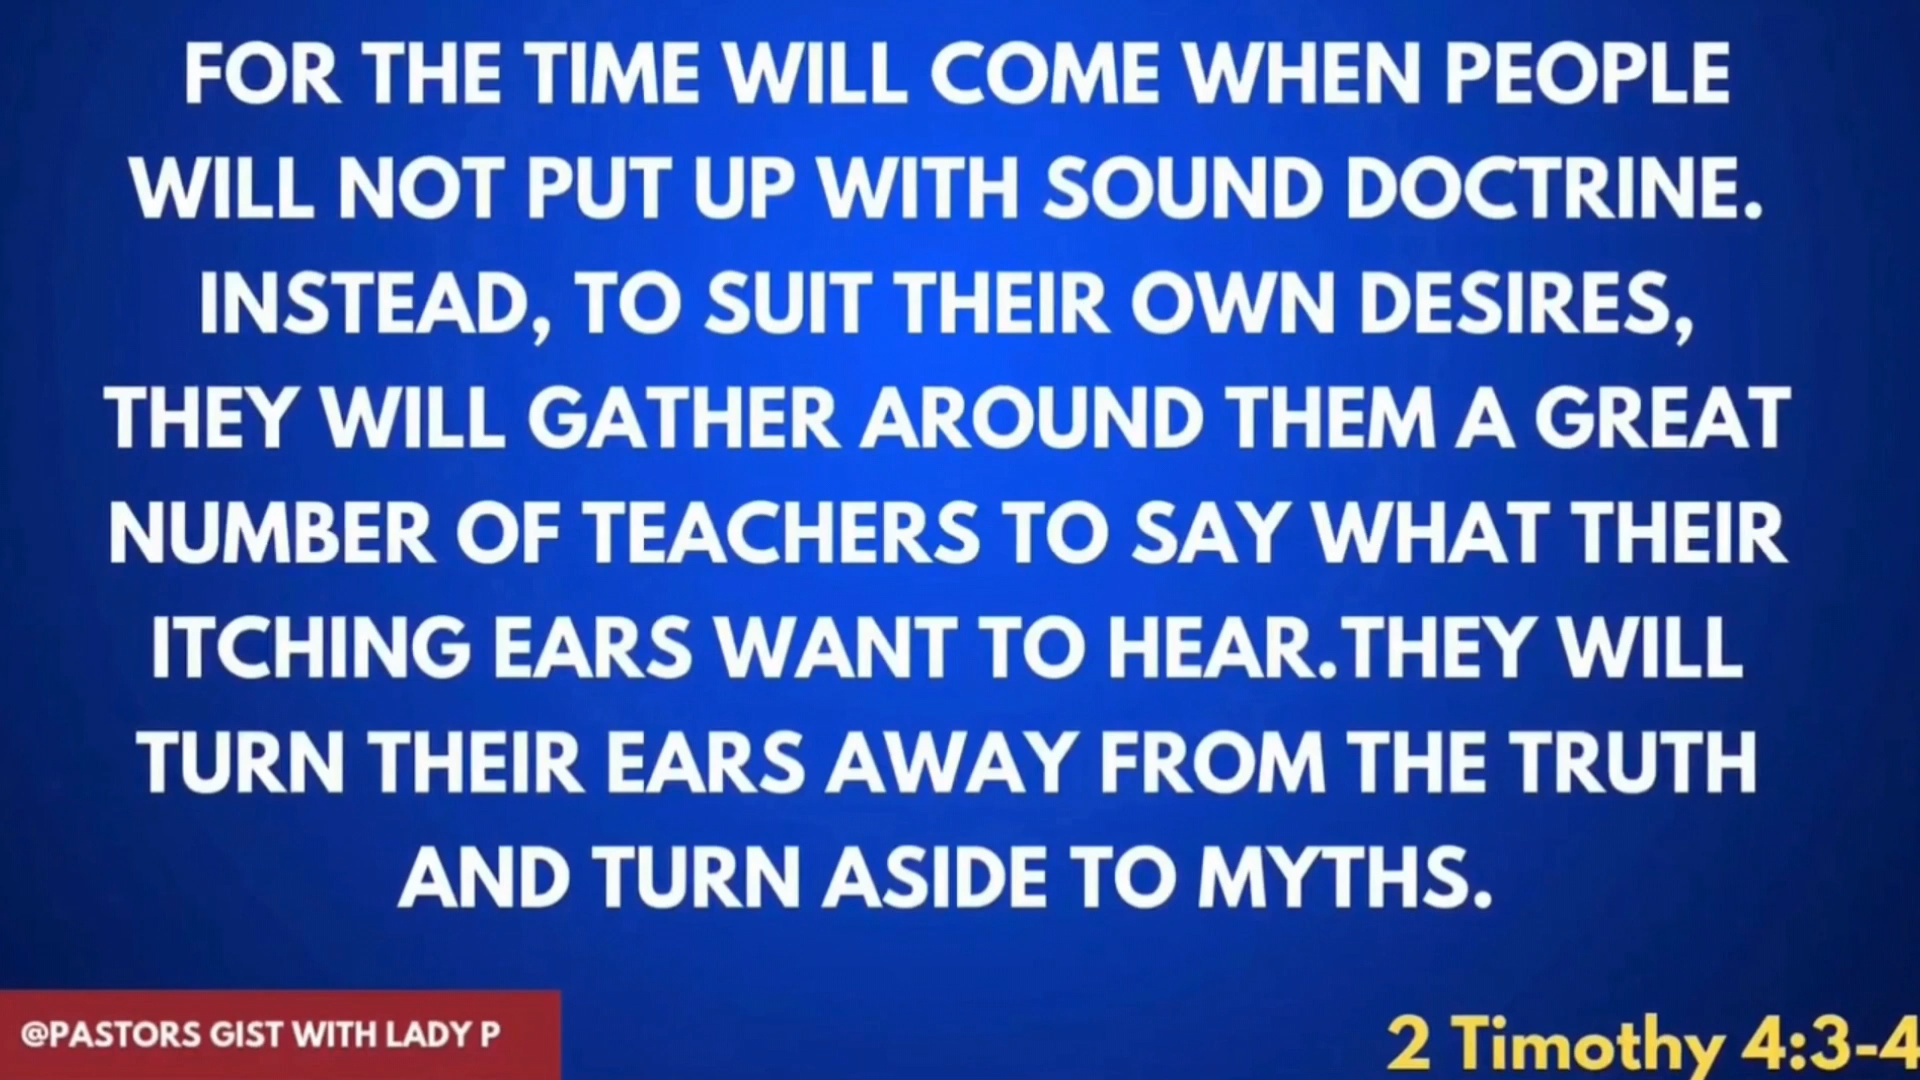 FOR THE TIME WILL COME WHEN PEOPLE
WILL NOT PUT UP WITH SOUND DOCTRINE.
INSTEAD, TO SUIT THEIR OWN DESIRES,
THEY WILL GATHER AROUND THEM A GREAT
NUMBER OF TEACHERS TO SAY WHAT THEIR
ITCHING EARS WANT TO HEAR.THEY WILL
TURN THEIR EARS AWAY FROM THE TRUTH
AND TURN ASIDE TO MYTHS.
@PASTORS GIST WITH LADY P
2 Timothy 4:3-4